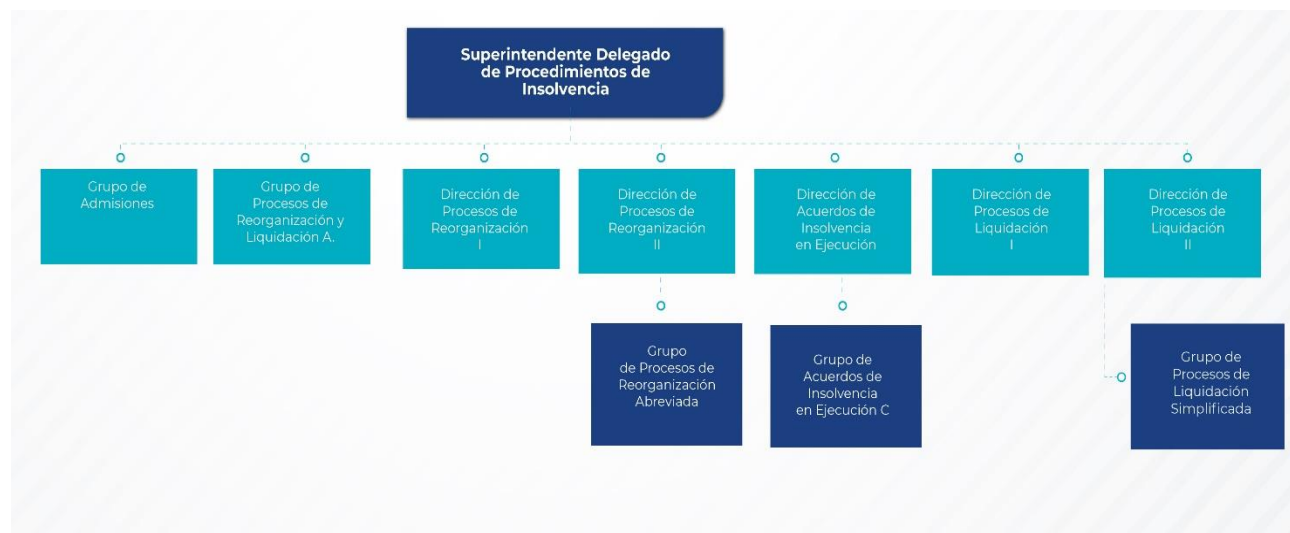 Superintendente Delegado
de Procedimientos de
Insolvencia
Grupo de
Admisiones
Grupo de
Procesos de
Reorganización y
Liquidación A.
Dirección de
Procesos de
Reorganización
I
Dirección de
Procesos de
Reorganización
II
Dirección de
Acuerdos de
Insolvencia
en Ejecución
Dirección de
Procesos de
Liquidación
I
Dirección de
Procesos de
Liquidación
II
Grupo
de Procesos de
Reorganización
Abreviada
Grupo de
Acuerdos de
Insolvencia
en Ejecución C
Grupo de
Procesos de
Liquidación
Simplificada